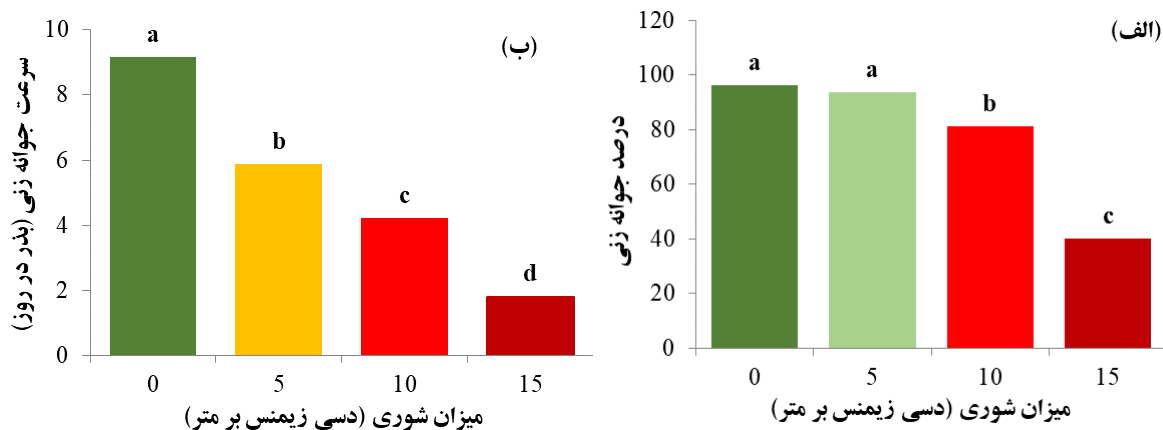 (الف)
درصد جوانه زنی
120
100
80
60
40
20
0
a
a
b
c
0 5 10 15
میزان شوری (دسی زیمنس بر متر)
(ب)
سرعت جوانه زنی (بذر در روز)
10
8
6
4
2
0
a
b
c
d
0 5 10 15
میزان شوری (دسی زیمنس بر متر)